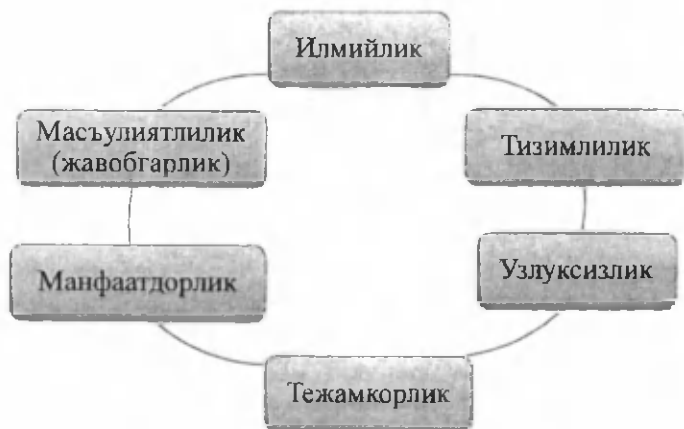 Илмийлик
Тизимлилик
Узлуксизлик
Тежамкорлик
Манфаатдорлик
Масъулиятлилик
(жавобгарлик)